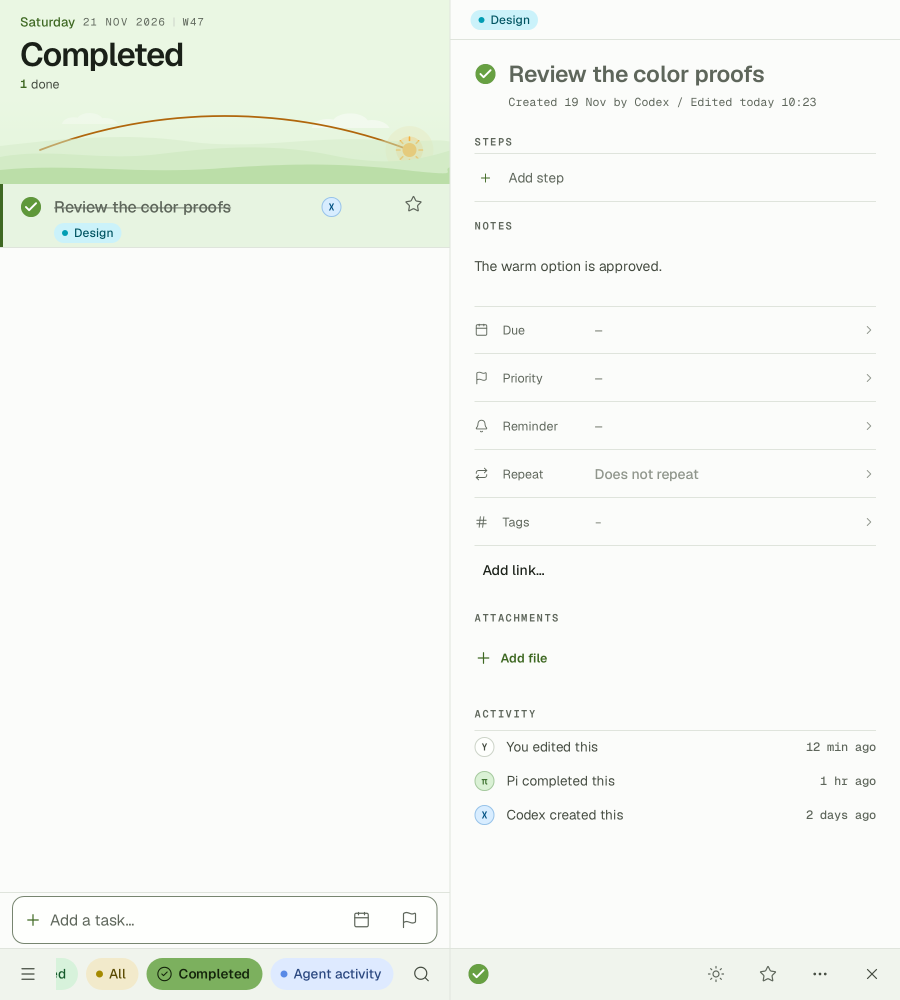 Saturday 21 NOV 2026 | W47
Completed
1 done
Review the color proofs X
Design
Add a task…
ed All Completed Agent activity
Design
Review the color proofs
Created 19 Nov by Codex / Edited today 10:23
STEPS
Add step
NOTES
The warm option is approved.
Due –
Priority –
Reminder –
Repeat Does not repeat
Tags -
Add link…
ATTACHMENTS
Add file
ACTIVITY
Y You edited this 12 min ago
π Pi completed this 1 hr ago
X Codex created this 2 days ago